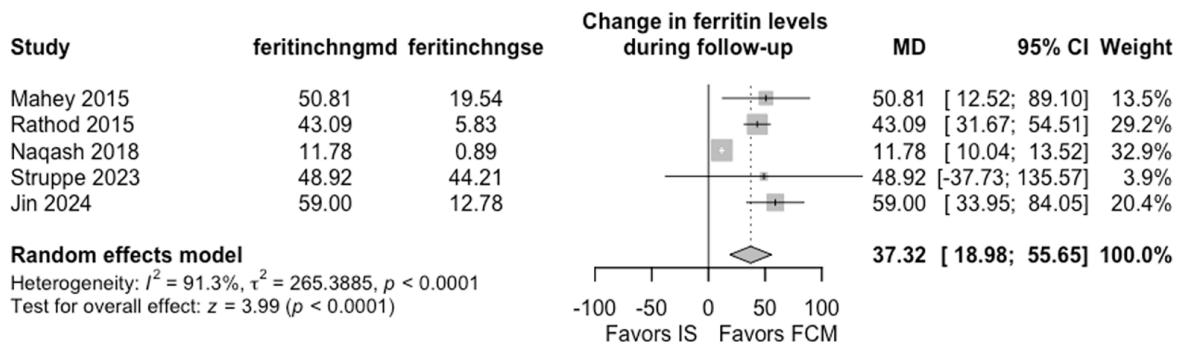 Change in ferritin levels
Study feritinchngmd feritinchngse during follow-up MD 95% CI Weight
Mahey 2015 50.81 19.54 50.81 [ 12.52; 89.10] 13.5%
Rathod 2015 43.09 5.83 43.09 [ 31.67; 54.51] 29.2%
Naqash 2018 11.78 0.89 11.78 [ 10.04; 13.52] 32.9%
Struppe 2023 48.92 44.21 48.92 [-37.73; 135.57] 3.9%
Jin 2024 59.00 12.78 59.00 [ 33.95; 84.05] 20.4%
Random effects model 37.32 [ 18.98; 55.65] 100.0%
Heterogeneity: I² = 91.3%, τ² = 265.3885, p < 0.0001
Test for overall effect: z = 3.99 (p < 0.0001)
-100 -50 0 50 100
Favors IS Favors FCM